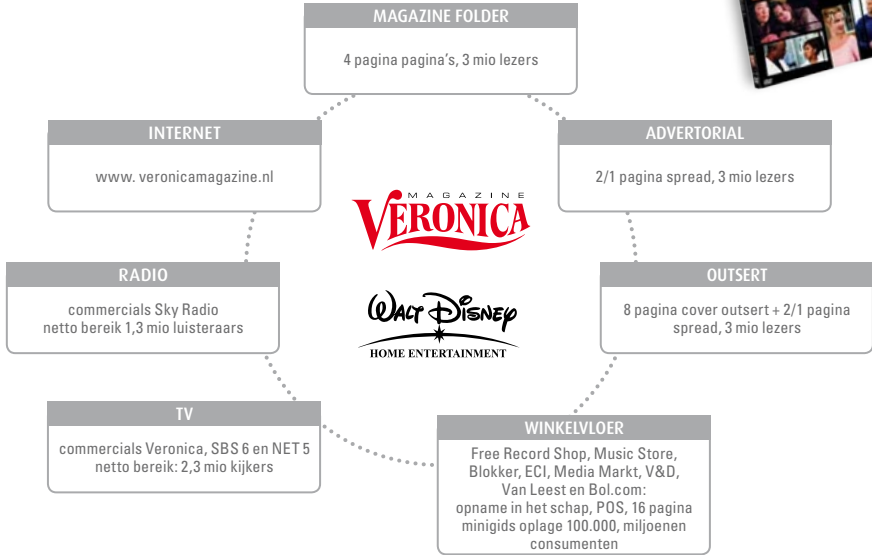 MAGAZINE FOLDER
4 pagina pagina's, 3 mio lezers
INTERNET
www. veronicamagazine.nl
ADVERTORIAL
2/1 pagina spread, 3 mio lezers
MAGAZINE
VERONICA
RADIO
commercials Sky Radio
netto bereik 1,3 mio luisteraars
WALT DISNEY
HOME ENTERTAINMENT
OUTSERT
8 pagina cover outsert + 2/1 pagina
spread, 3 mio lezers
TV
commercials Veronica, SBS 6 en NET 5
netto bereik: 2,3 mio kijkers
WINKELVLOER
Free Record Shop, Music Store,
Blokker, ECI, Media Markt, V&D,
Van Leest en Bol.com:
opname in het schap, POS, 16 pagina
minigids oplage 100.000, miljoenen
consumenten